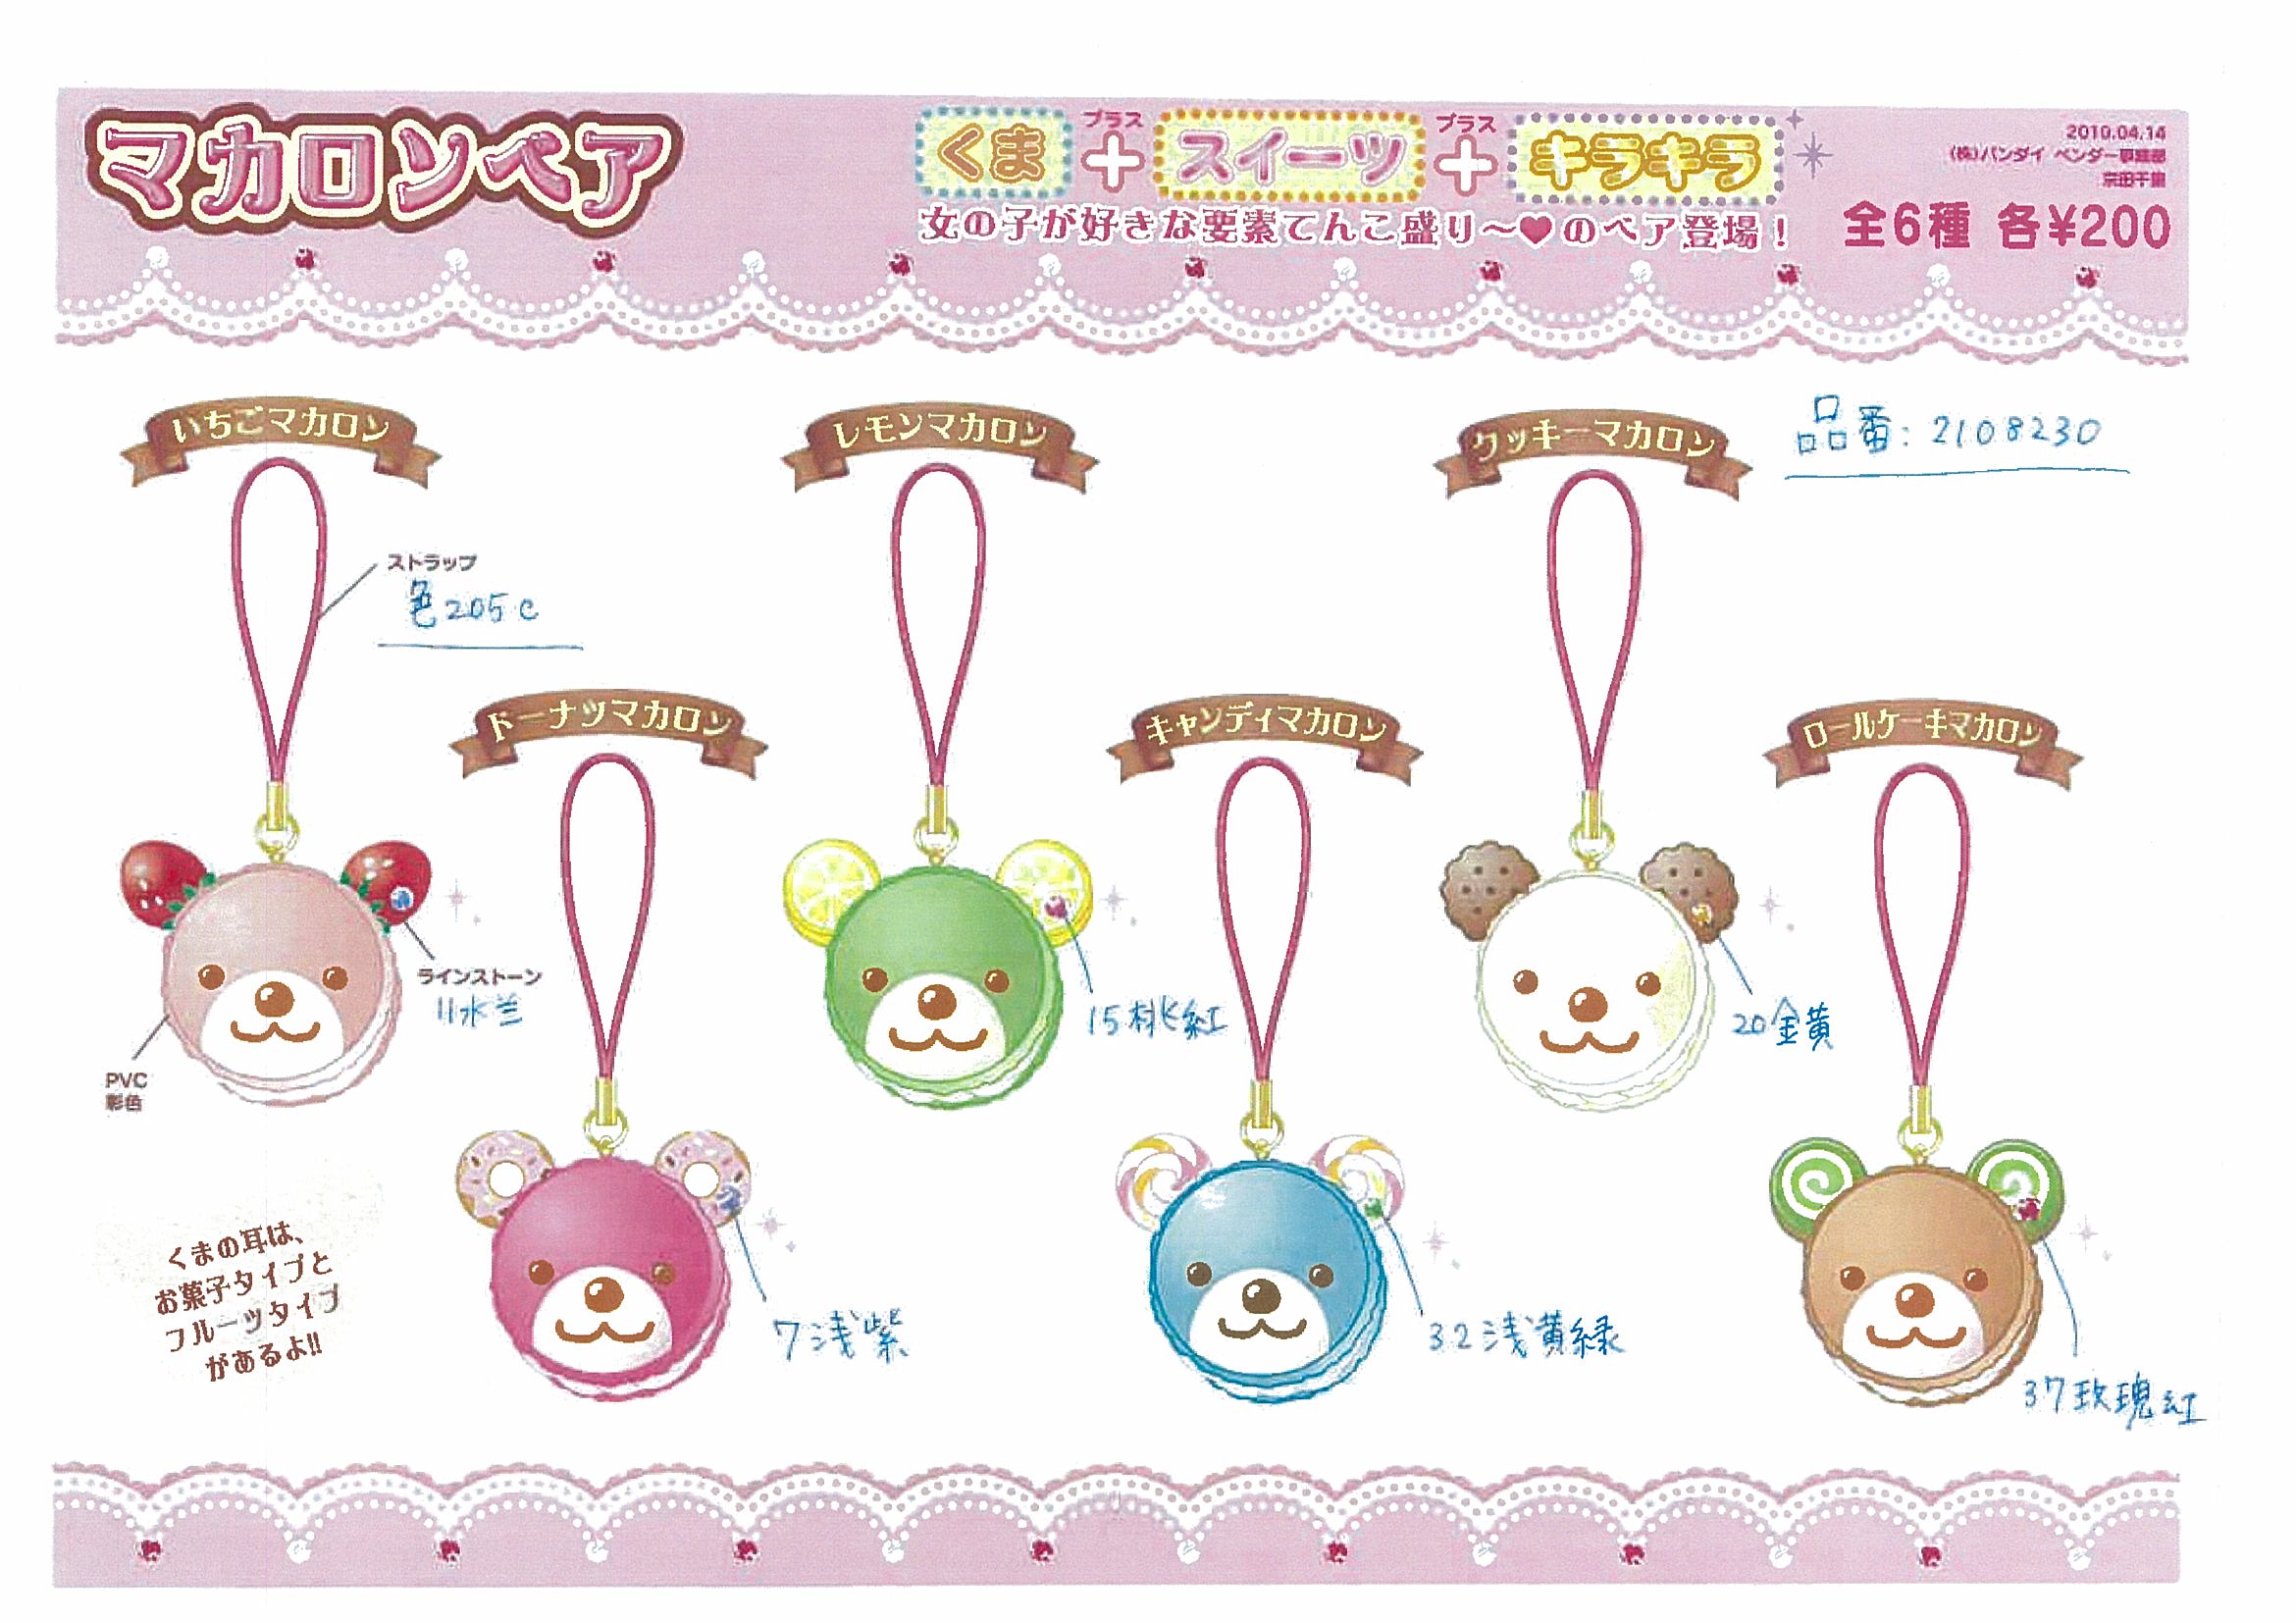 マカロンベア
くま プラス + スイーツ プラス + キラキラ
女の子が好きな要素てんこ盛り〜♥のベア登場!
2010.04.14
(株)バンダイ ベンダー事業部
全6種 各¥200
いちごマカロン
レモンマカロン
クッキーマカロン
品番: 2108230
ストラップ
色205c
ドーナツマカロン
キャンディマカロン
ロールケーキマカロン
ラインストーン
11水兰
15桃紅
20金黄
PVC
彩色
くまの耳は、
お菓子タイプと
フルーツタイプ
があるよ!!
7浅紫
32浅黄緑
37玫瑰紅